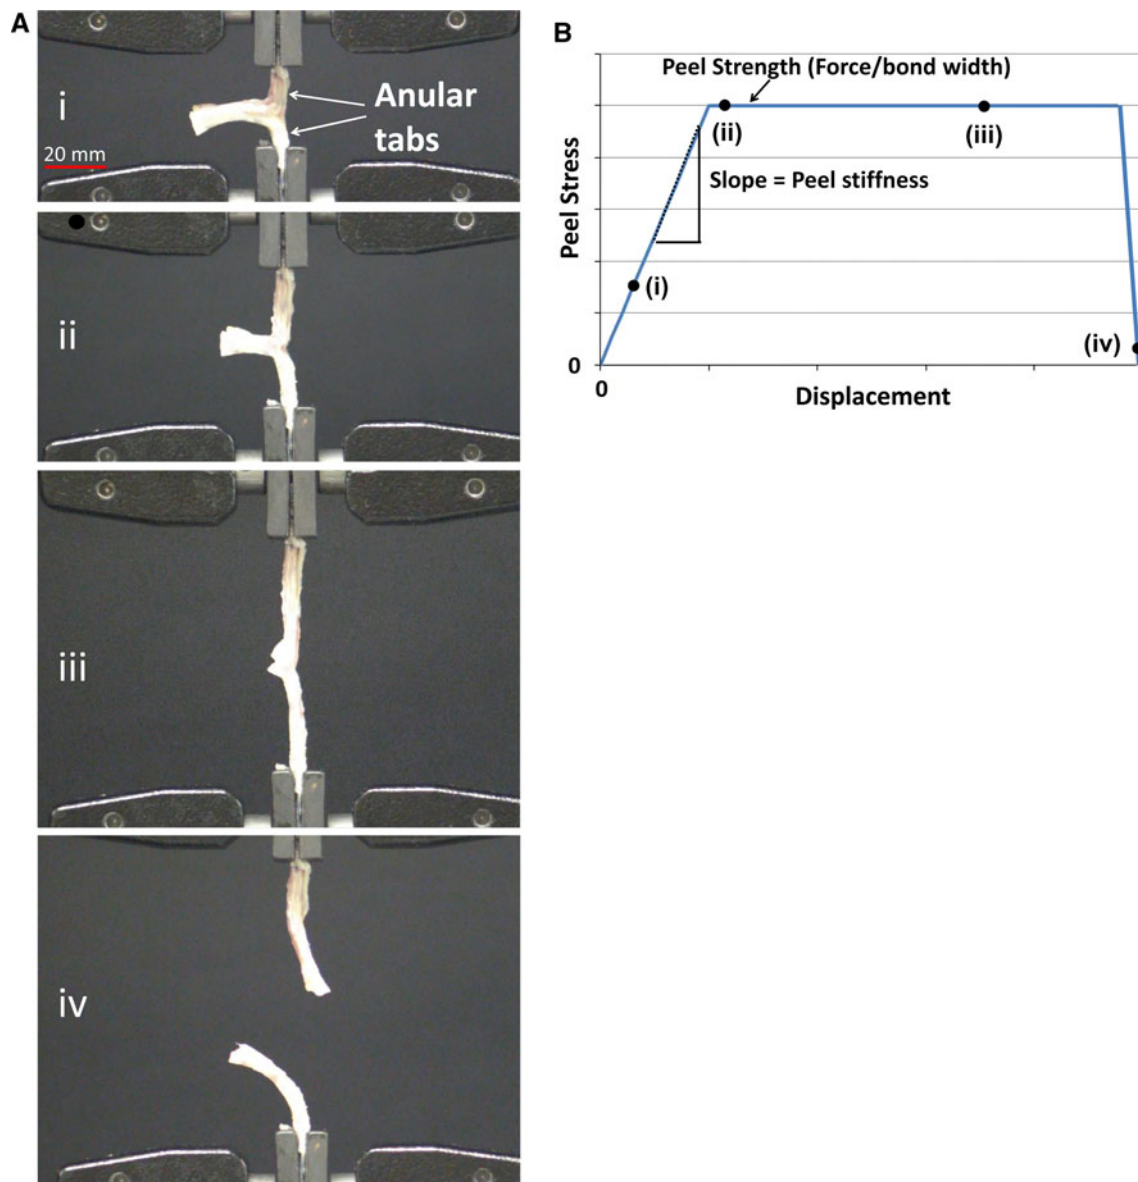 A
i
Anular
tabs
20 mm
ii
iii
iv
B
Peel Strength (Force/bond width)
(ii)
(iii)
Slope = Peel stiffness
Peel Stress
(i)
(iv)
0
0
Displacement